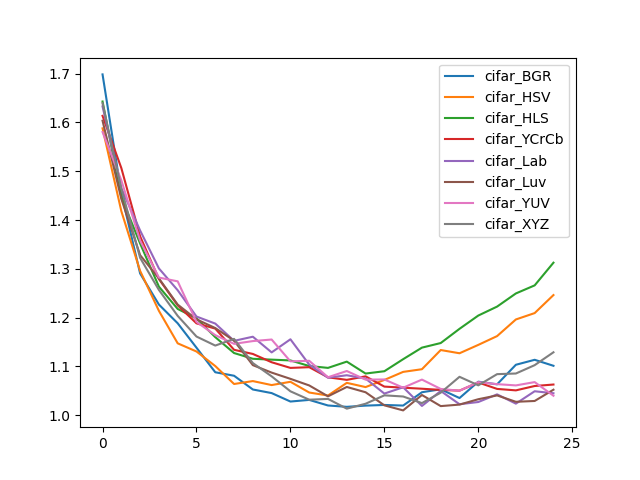 1.7
1.6
1.5
1.4
1.3
1.2
1.1
1.0
0 5 10 15 20 25
cifar_BGR
cifar_HSV
cifar_HLS
cifar_YCrCb
cifar_Lab
cifar_Luv
cifar_YUV
cifar_XYZ